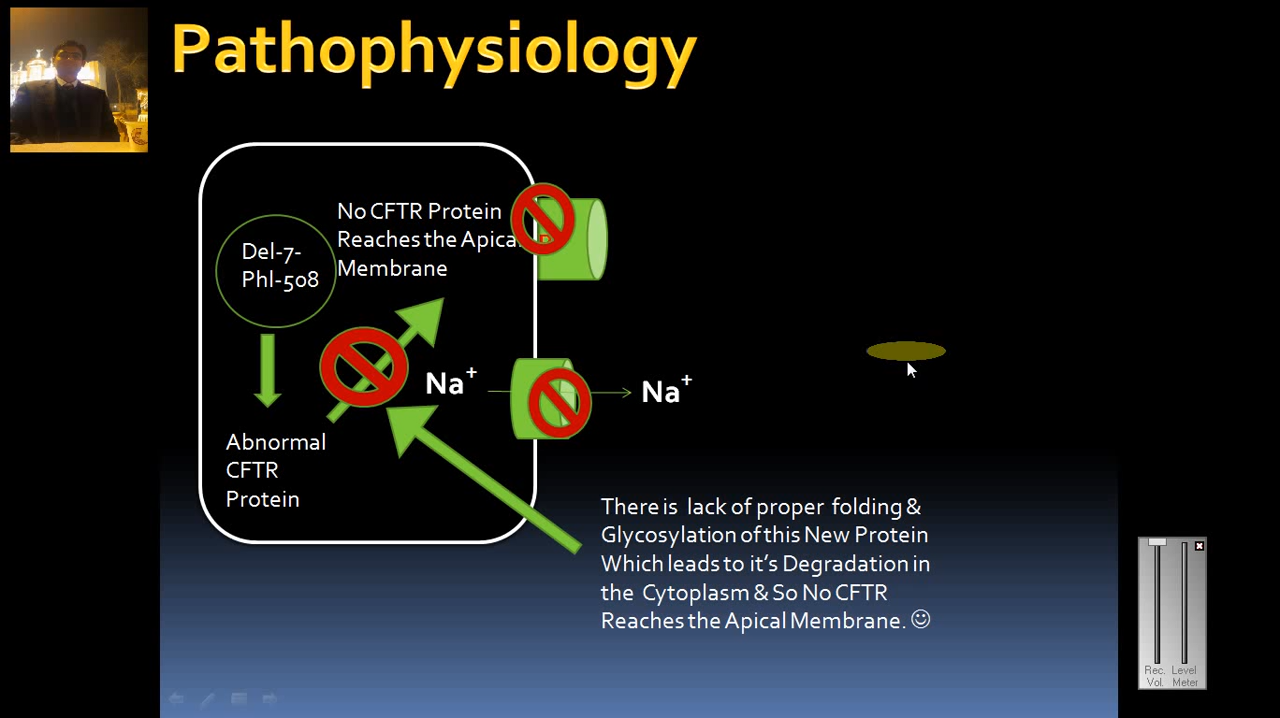 Pathophysiology
No CFTR Protein
Reaches the Apica
Membrane
Del-7-
Phl-508
Na+
Na+
Abnormal
CFTR
Protein
There is lack of proper folding &
Glycosylation of this New Protein
Which leads to it’s Degradation in
the Cytoplasm & So No CFTR
Reaches the Apical Membrane. ☺
Rec. Level
Vol. Meter